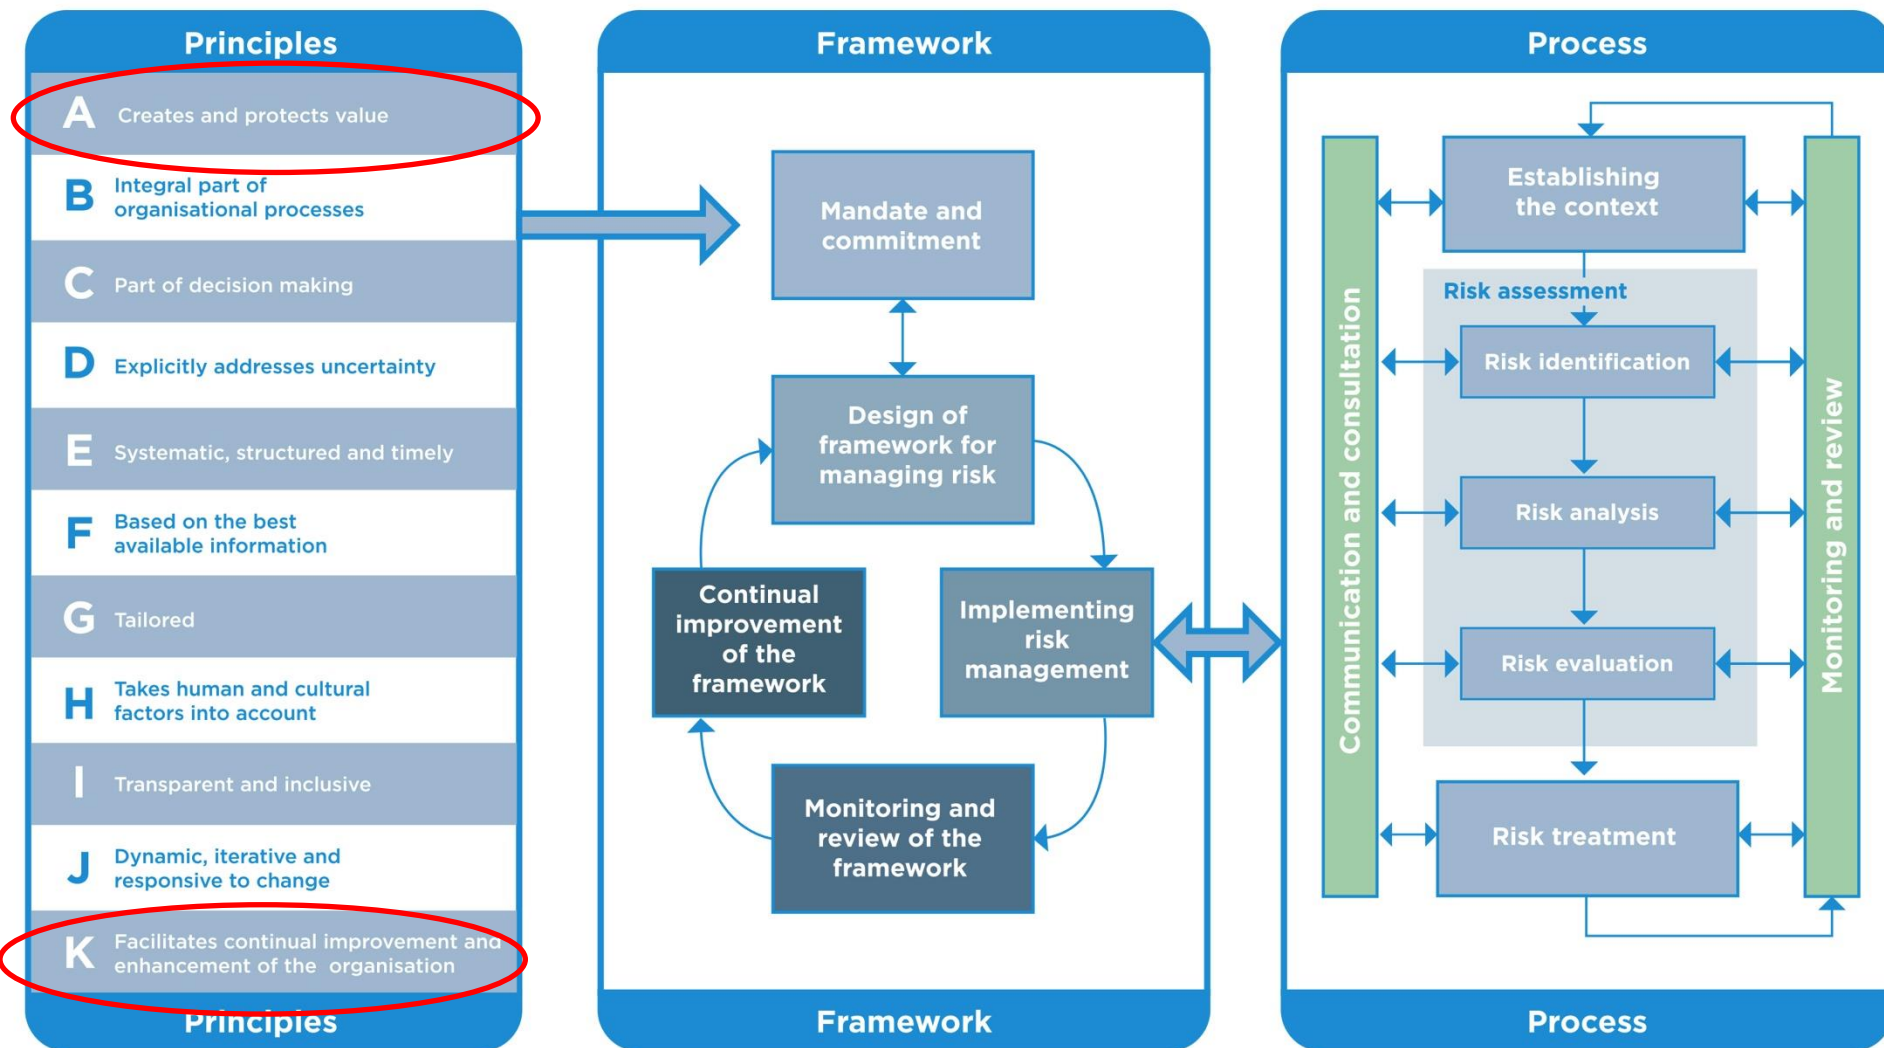 Principles
A Creates and protects value
B Integral part of
organisational processes
C Part of decision making
D Explicitly addresses uncertainty
E Systematic, structured and timely
F Based on the best
available information
G Tailored
H Takes human and cultural
factors into account
I Transparent and inclusive
J Dynamic, iterative and
responsive to change
K Facilitates continual improvement and
enhancement of the organisation
Principles
Framework
Mandate and
commitment
Design of
framework for
managing risk
Continual
improvement
of the
framework
Implementing
risk
management
Monitoring and
review of the
framework
Framework
Process
Communication and consultation
Establishing
the context
Risk assessment
Risk identification
Risk analysis
Risk evaluation
Risk treatment
Monitoring and review
Process